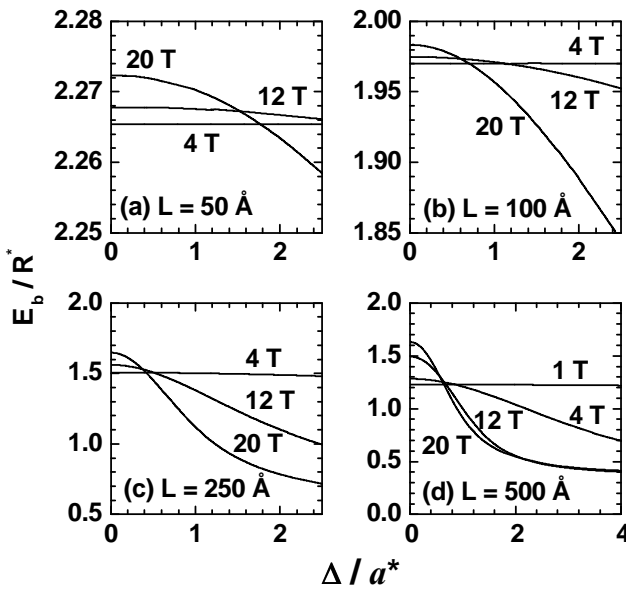 2.28
20 T
2.27
12 T
4 T
2.26
(a) L = 50 Å
2.25
0 1 2
2.00
4 T
1.97
12 T
1.94
20 T
1.90
(b) L = 100 Å
1.85
0 2 4
E_b / R*
2.0
4 T
1.5
12 T
1.0
20 T
(c) L = 250 Å
0.5
0 1 2
2.0
1.5
1 T
4 T
1.0
12 T
20 T
0.5
(d) L = 500 Å
0.0
0 2 4
Δ / a*